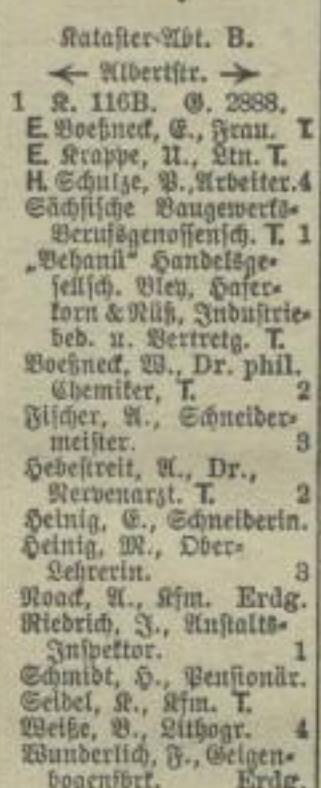 Kataster-Abt. B.
← Albertstr. →
1 K. 116B. G. 2888.
E. Voeßneck, E., Frau. T.
E. Krappe, U., Ltn. T.
H. Schulze, P., Arbeiter. 4
Sächsische Baugewerks-
Berufsgenossensch. T. 1
„Behanü“ Handelsge-
sellsch. Bley, Hafer-
korn & Nüß, Industrie-
bed. u. Vertretg. T.
Voeßneck, W., Dr. phil.
Chemiker, T. 2
Fischer, A., Schneider-
meister. 3
Hebestreit, A., Dr.,
Nervenarzt. T. 2
Heinig, E., Schneiderin.
Heinig, M., Ober-
Lehrerin. 3
Noack, A., Kfm. Erdg.
Riedrich, J., Anstalts-
Inspektor. 1
Schmidt, H., Pensionär.
Seidel, K., Kfm. T.
Weiße, B., Lithogr. 4
Wunderlich, F., Geigen-
bogenfbrk. Erdg.